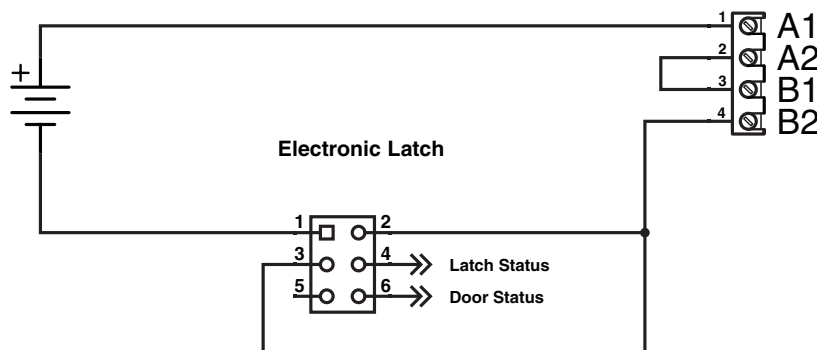 1 A1
+ 2 A2
3 B1
4 B2
Electronic Latch
1 2
3 4 Latch Status
5 6 Door Status